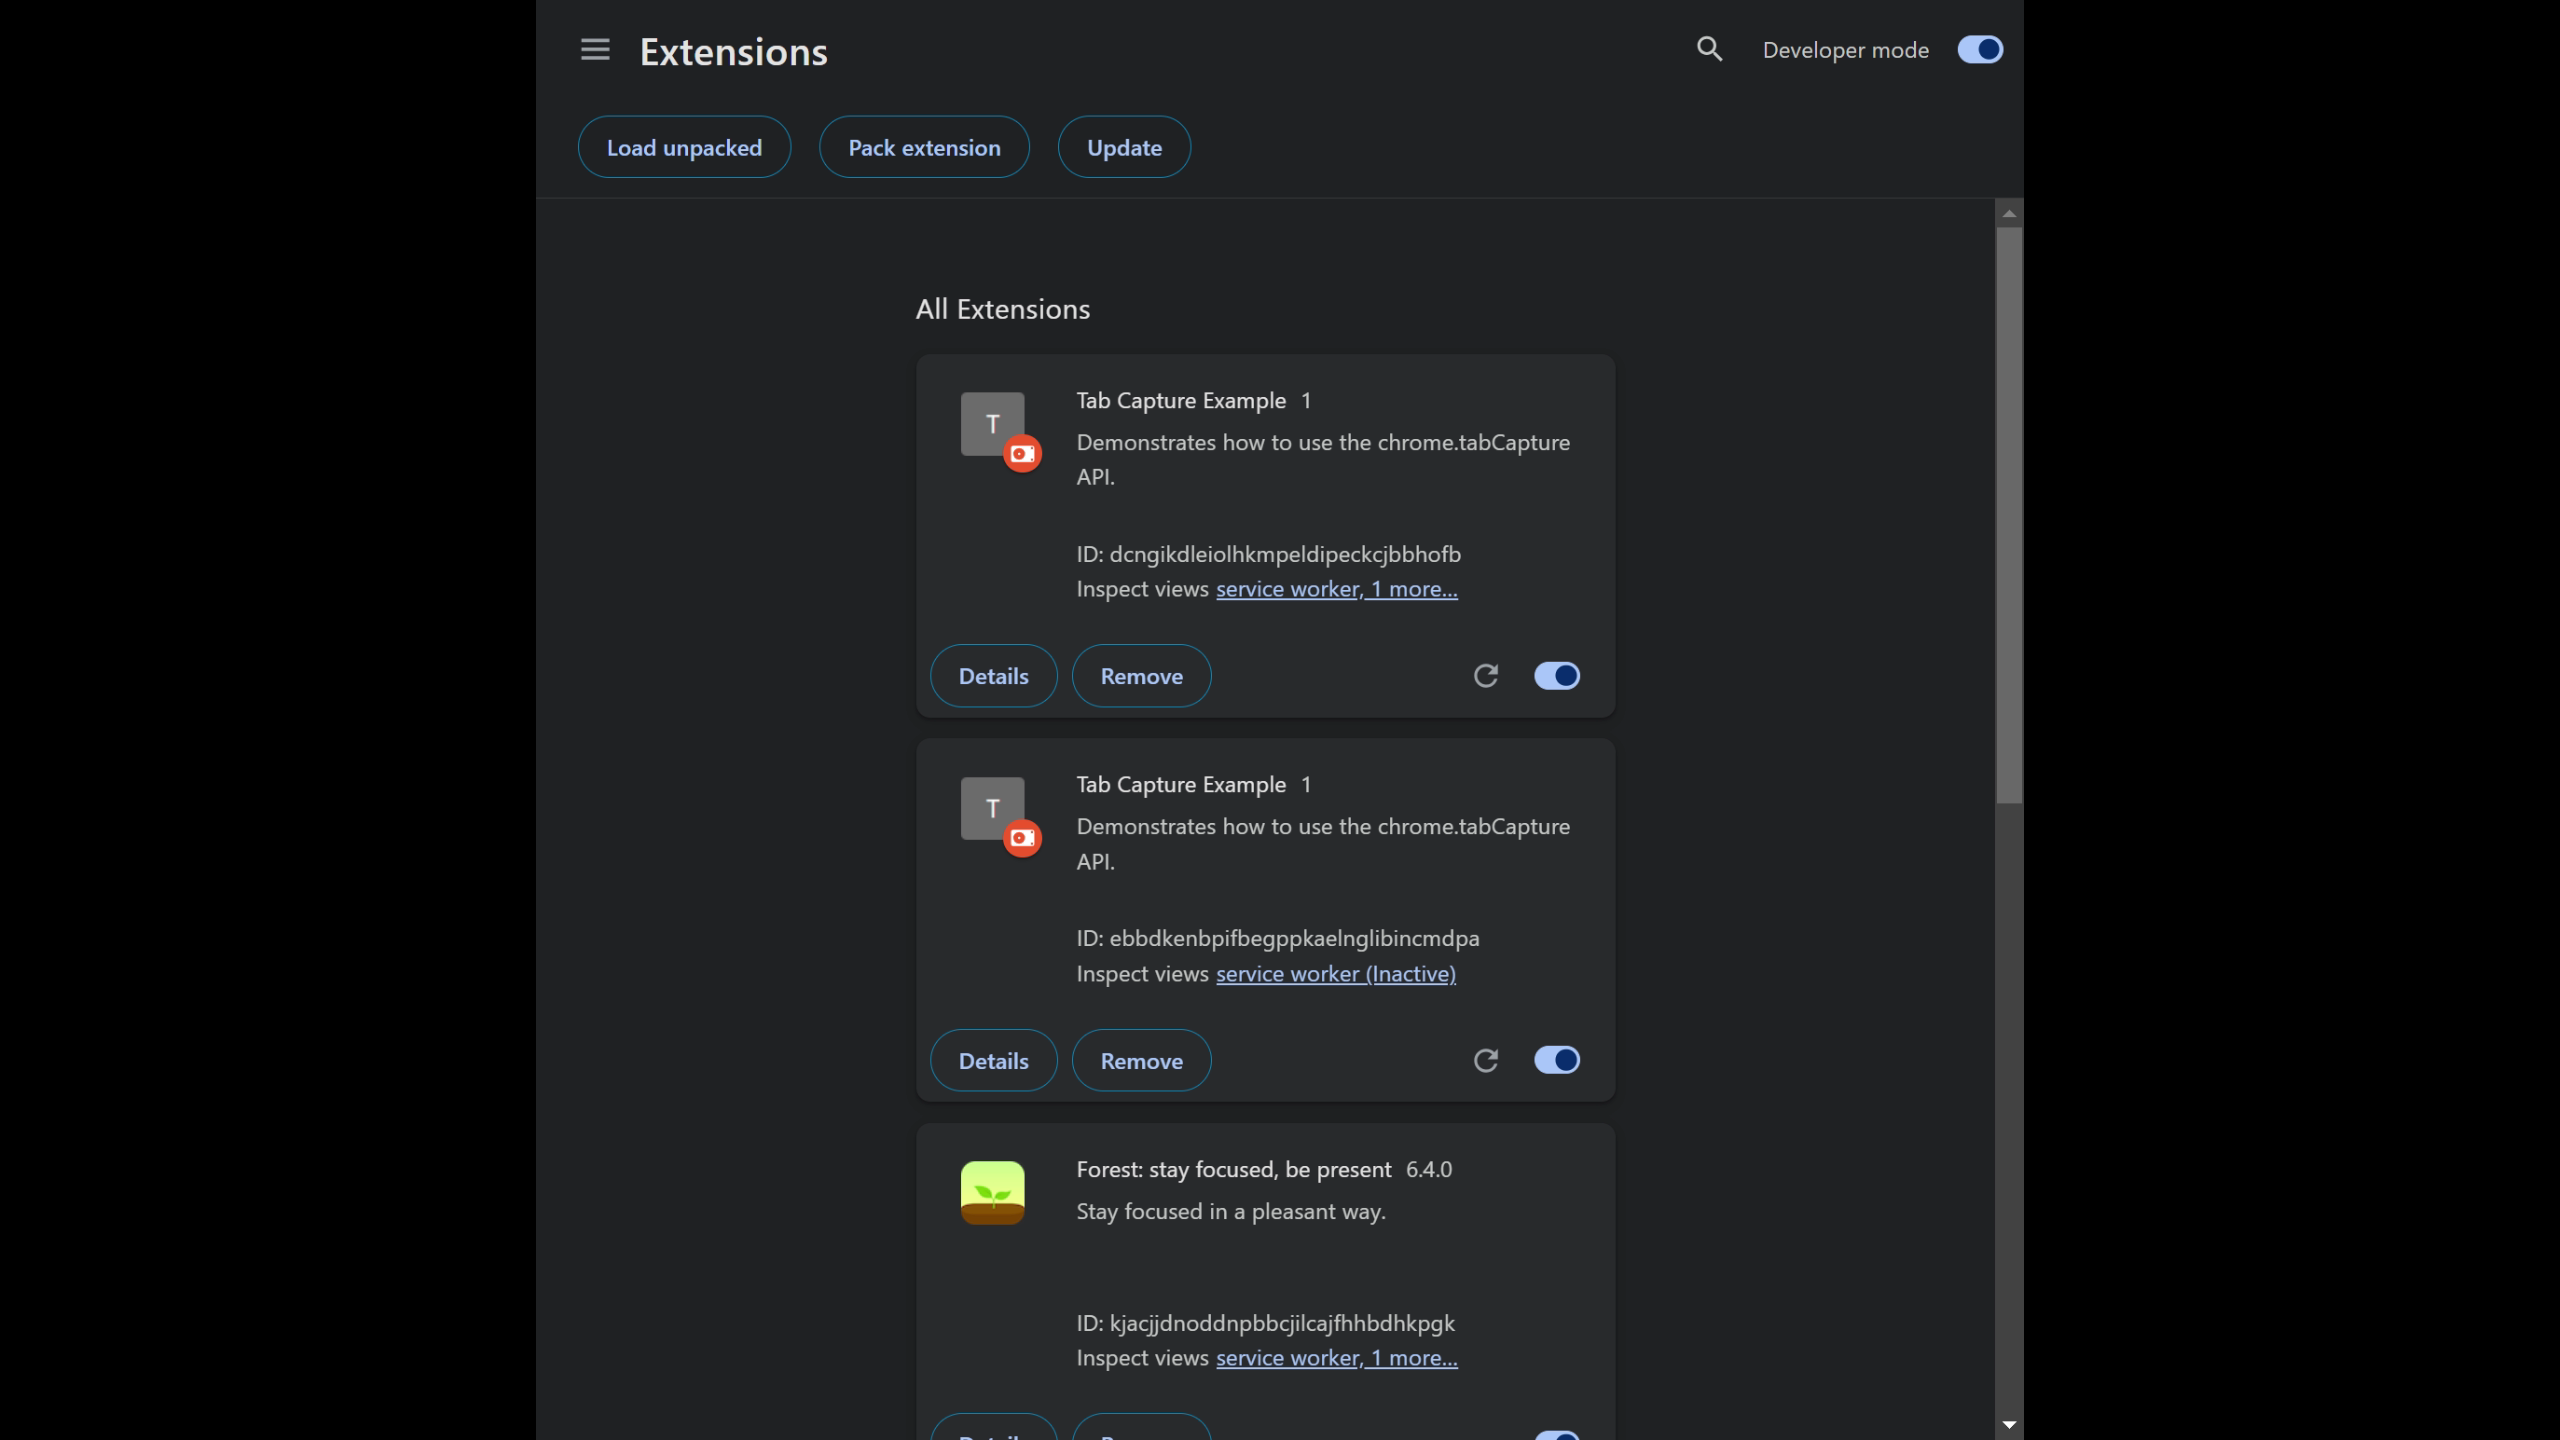 Extensions
Developer mode
Load unpacked
Pack extension
Update
All Extensions
T
Tab Capture Example 1
Demonstrates how to use the chrome.tabCapture
API.
ID: dcngikdleiolhkmpeldipeckcjbbhofb
Inspect views service worker, 1 more...
Details
Remove
T
Tab Capture Example 1
Demonstrates how to use the chrome.tabCapture
API.
ID: ebbdkenbpifbegppkaelnglibincmdpa
Inspect views service worker (Inactive)
Details
Remove
Forest: stay focused, be present 6.4.0
Stay focused in a pleasant way.
ID: kjacjjdnoddnpbbcjilcajfhhbdhkpgk
Inspect views service worker, 1 more...